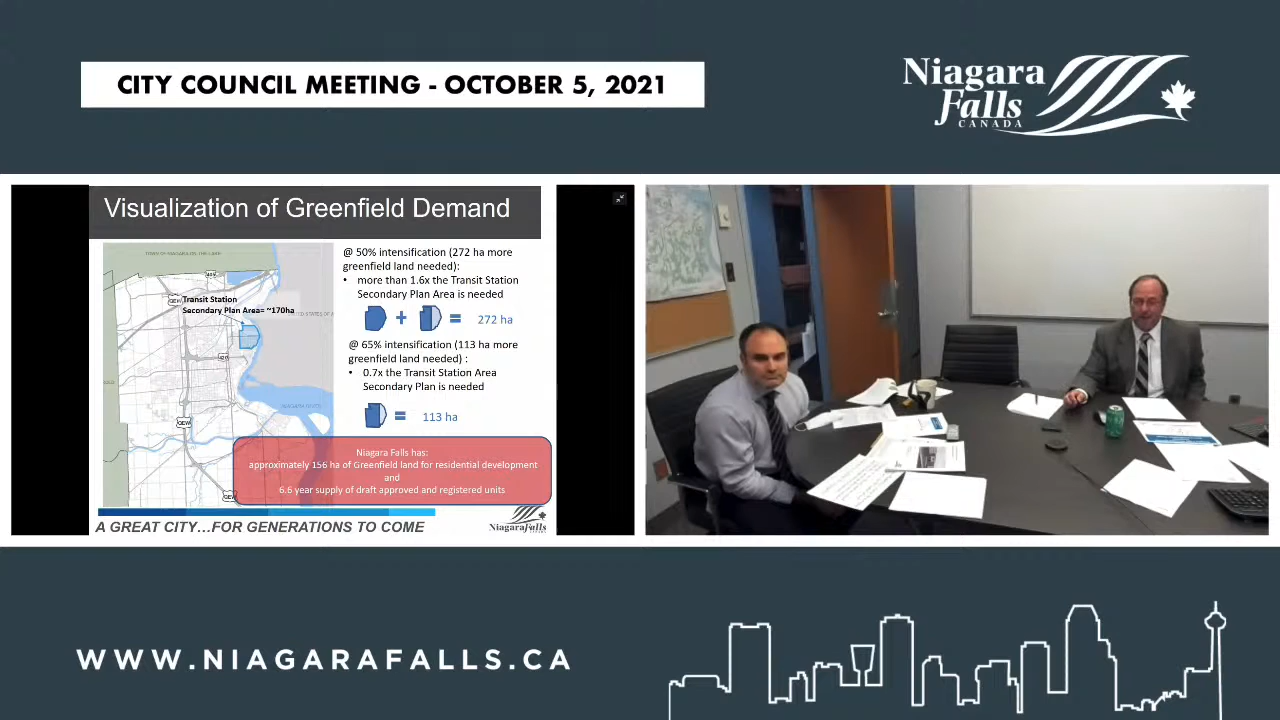 CITY COUNCIL MEETING - OCTOBER 5, 2021
Niagara
Falls
CANADA
Visualization of Greenfield Demand
@ 50% intensification (272 ha more
greenfield land needed):
• more than 1.6x the Transit Station
Secondary Plan Area is needed
+ = 272 ha
@ 65% intensification (113 ha more
greenfield land needed) :
• 0.7x the Transit Station Area
Secondary Plan is needed
= 113 ha
Transit Station
Secondary Plan Area= ~170ha
QEW
QEW
Niagara Falls has:
approximately 156 ha of Greenfield land for residential development
and
6.6 year supply of draft approved and registered units
A GREAT CITY...FOR GENERATIONS TO COME
NiagaraFalls
WWW.NIAGARAFALLS.CA